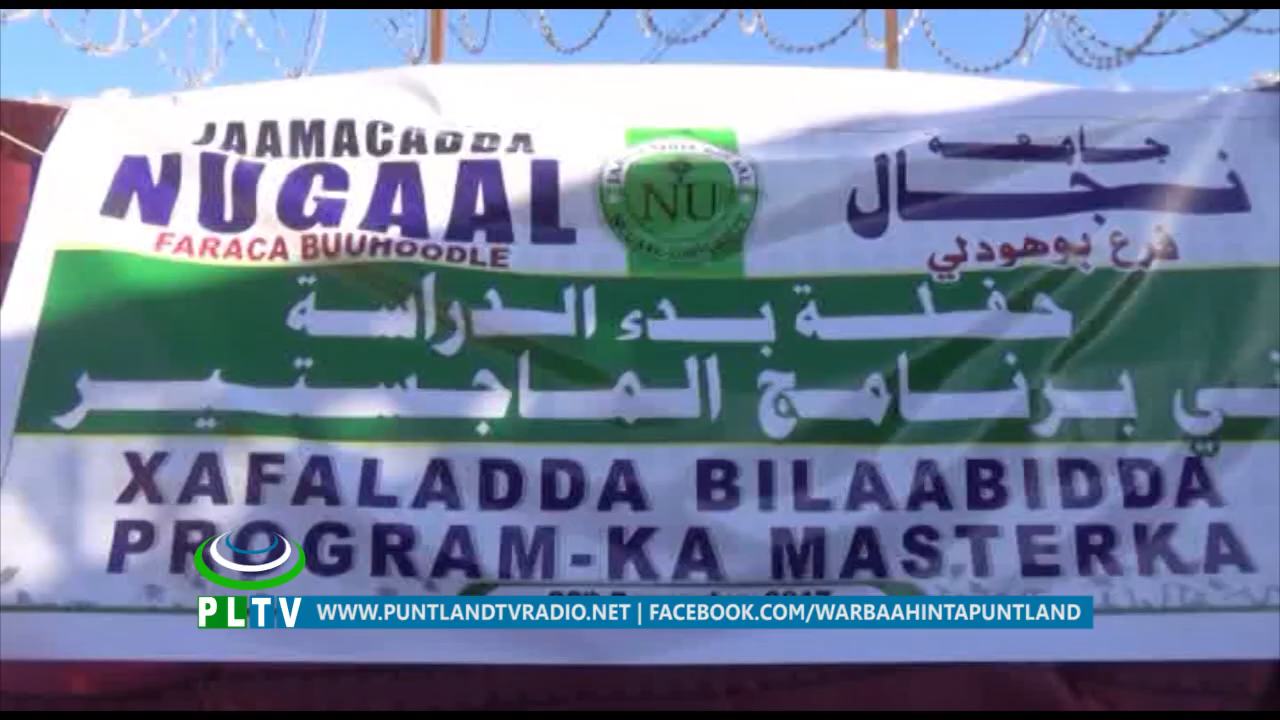 JAAMACADDA
NUGAAL
FARACA BUUHOODLE
NU
جامعة
نجال
فرع بوهودلي
حفلة بدء الدراسة
في برنامج الماجستير
XAFALADDA BILAABIDDA
PROGRAM-KA MASTERKA
2017
PLTV
WWW.PUNTLANDTVRADIO.NET | FACEBOOK.COM/WARBAAHINTAPUNTLAND